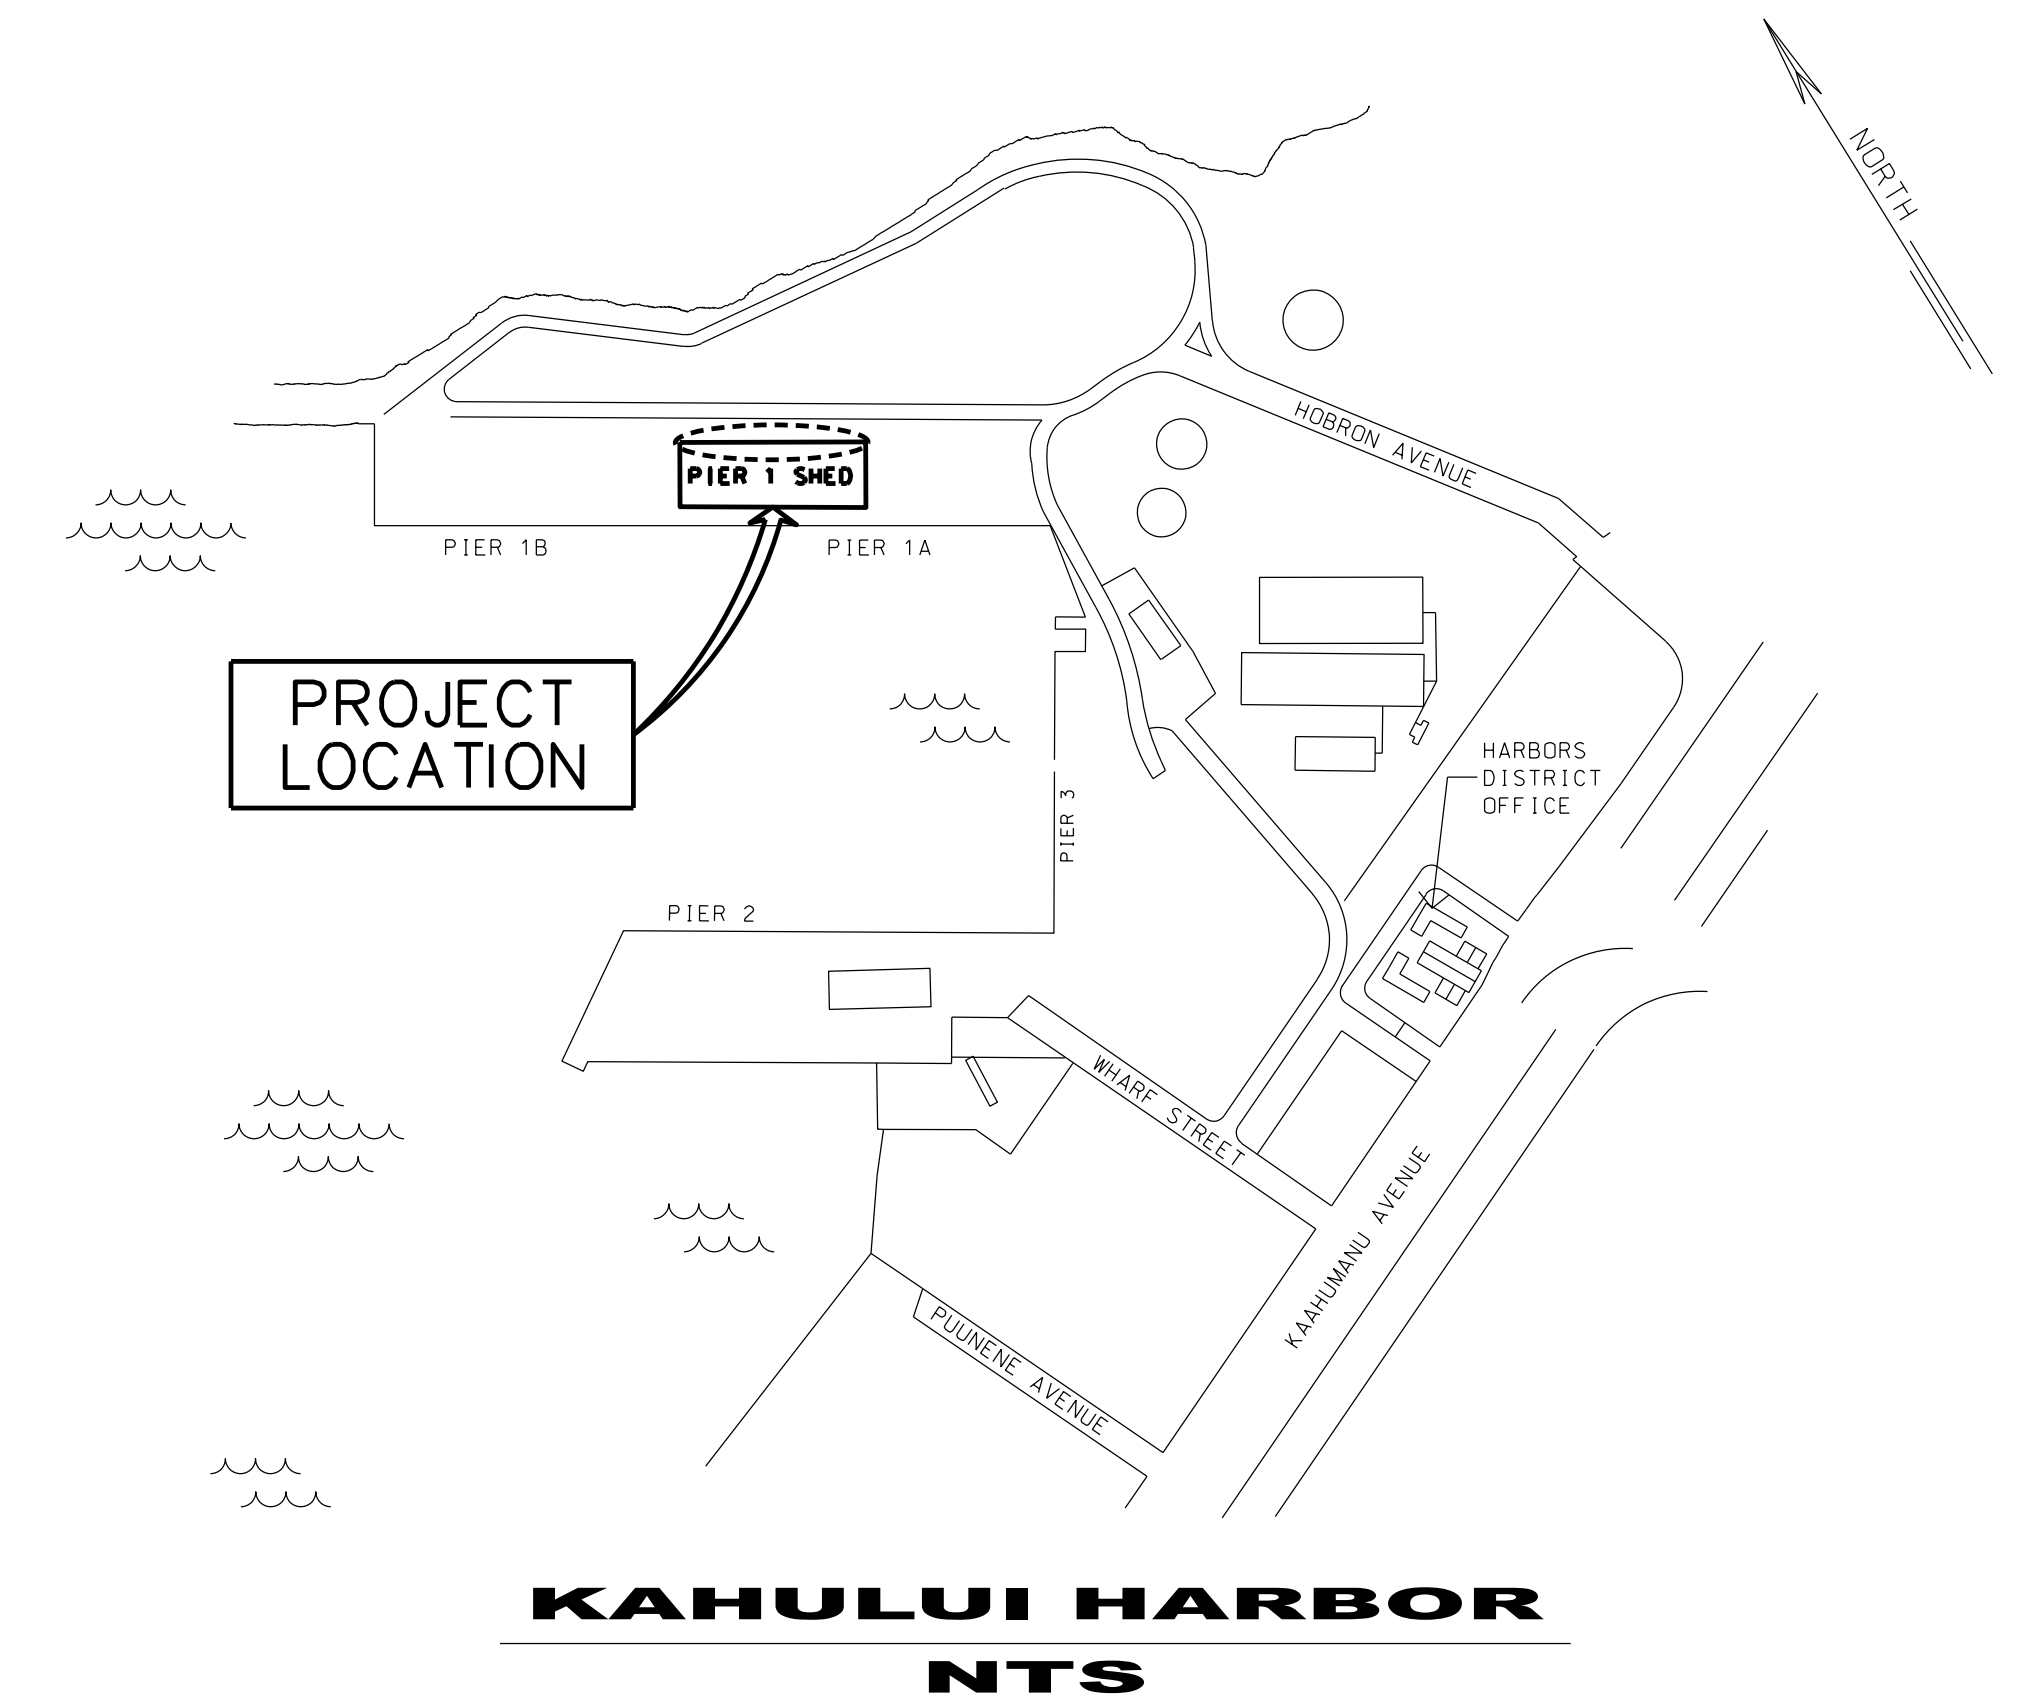 NORTH
HOBRON AVENUE
PIER 1 SHED
PIER 1B
PIER 1A
PROJECT
LOCATION
HARBORS
DISTRICT
OFFICE
PIER 3
PIER 2
WHARF STREET
KAAHUMANU AVENUE
PUUNENE AVENUE
KAHULUI HARBOR
NTS